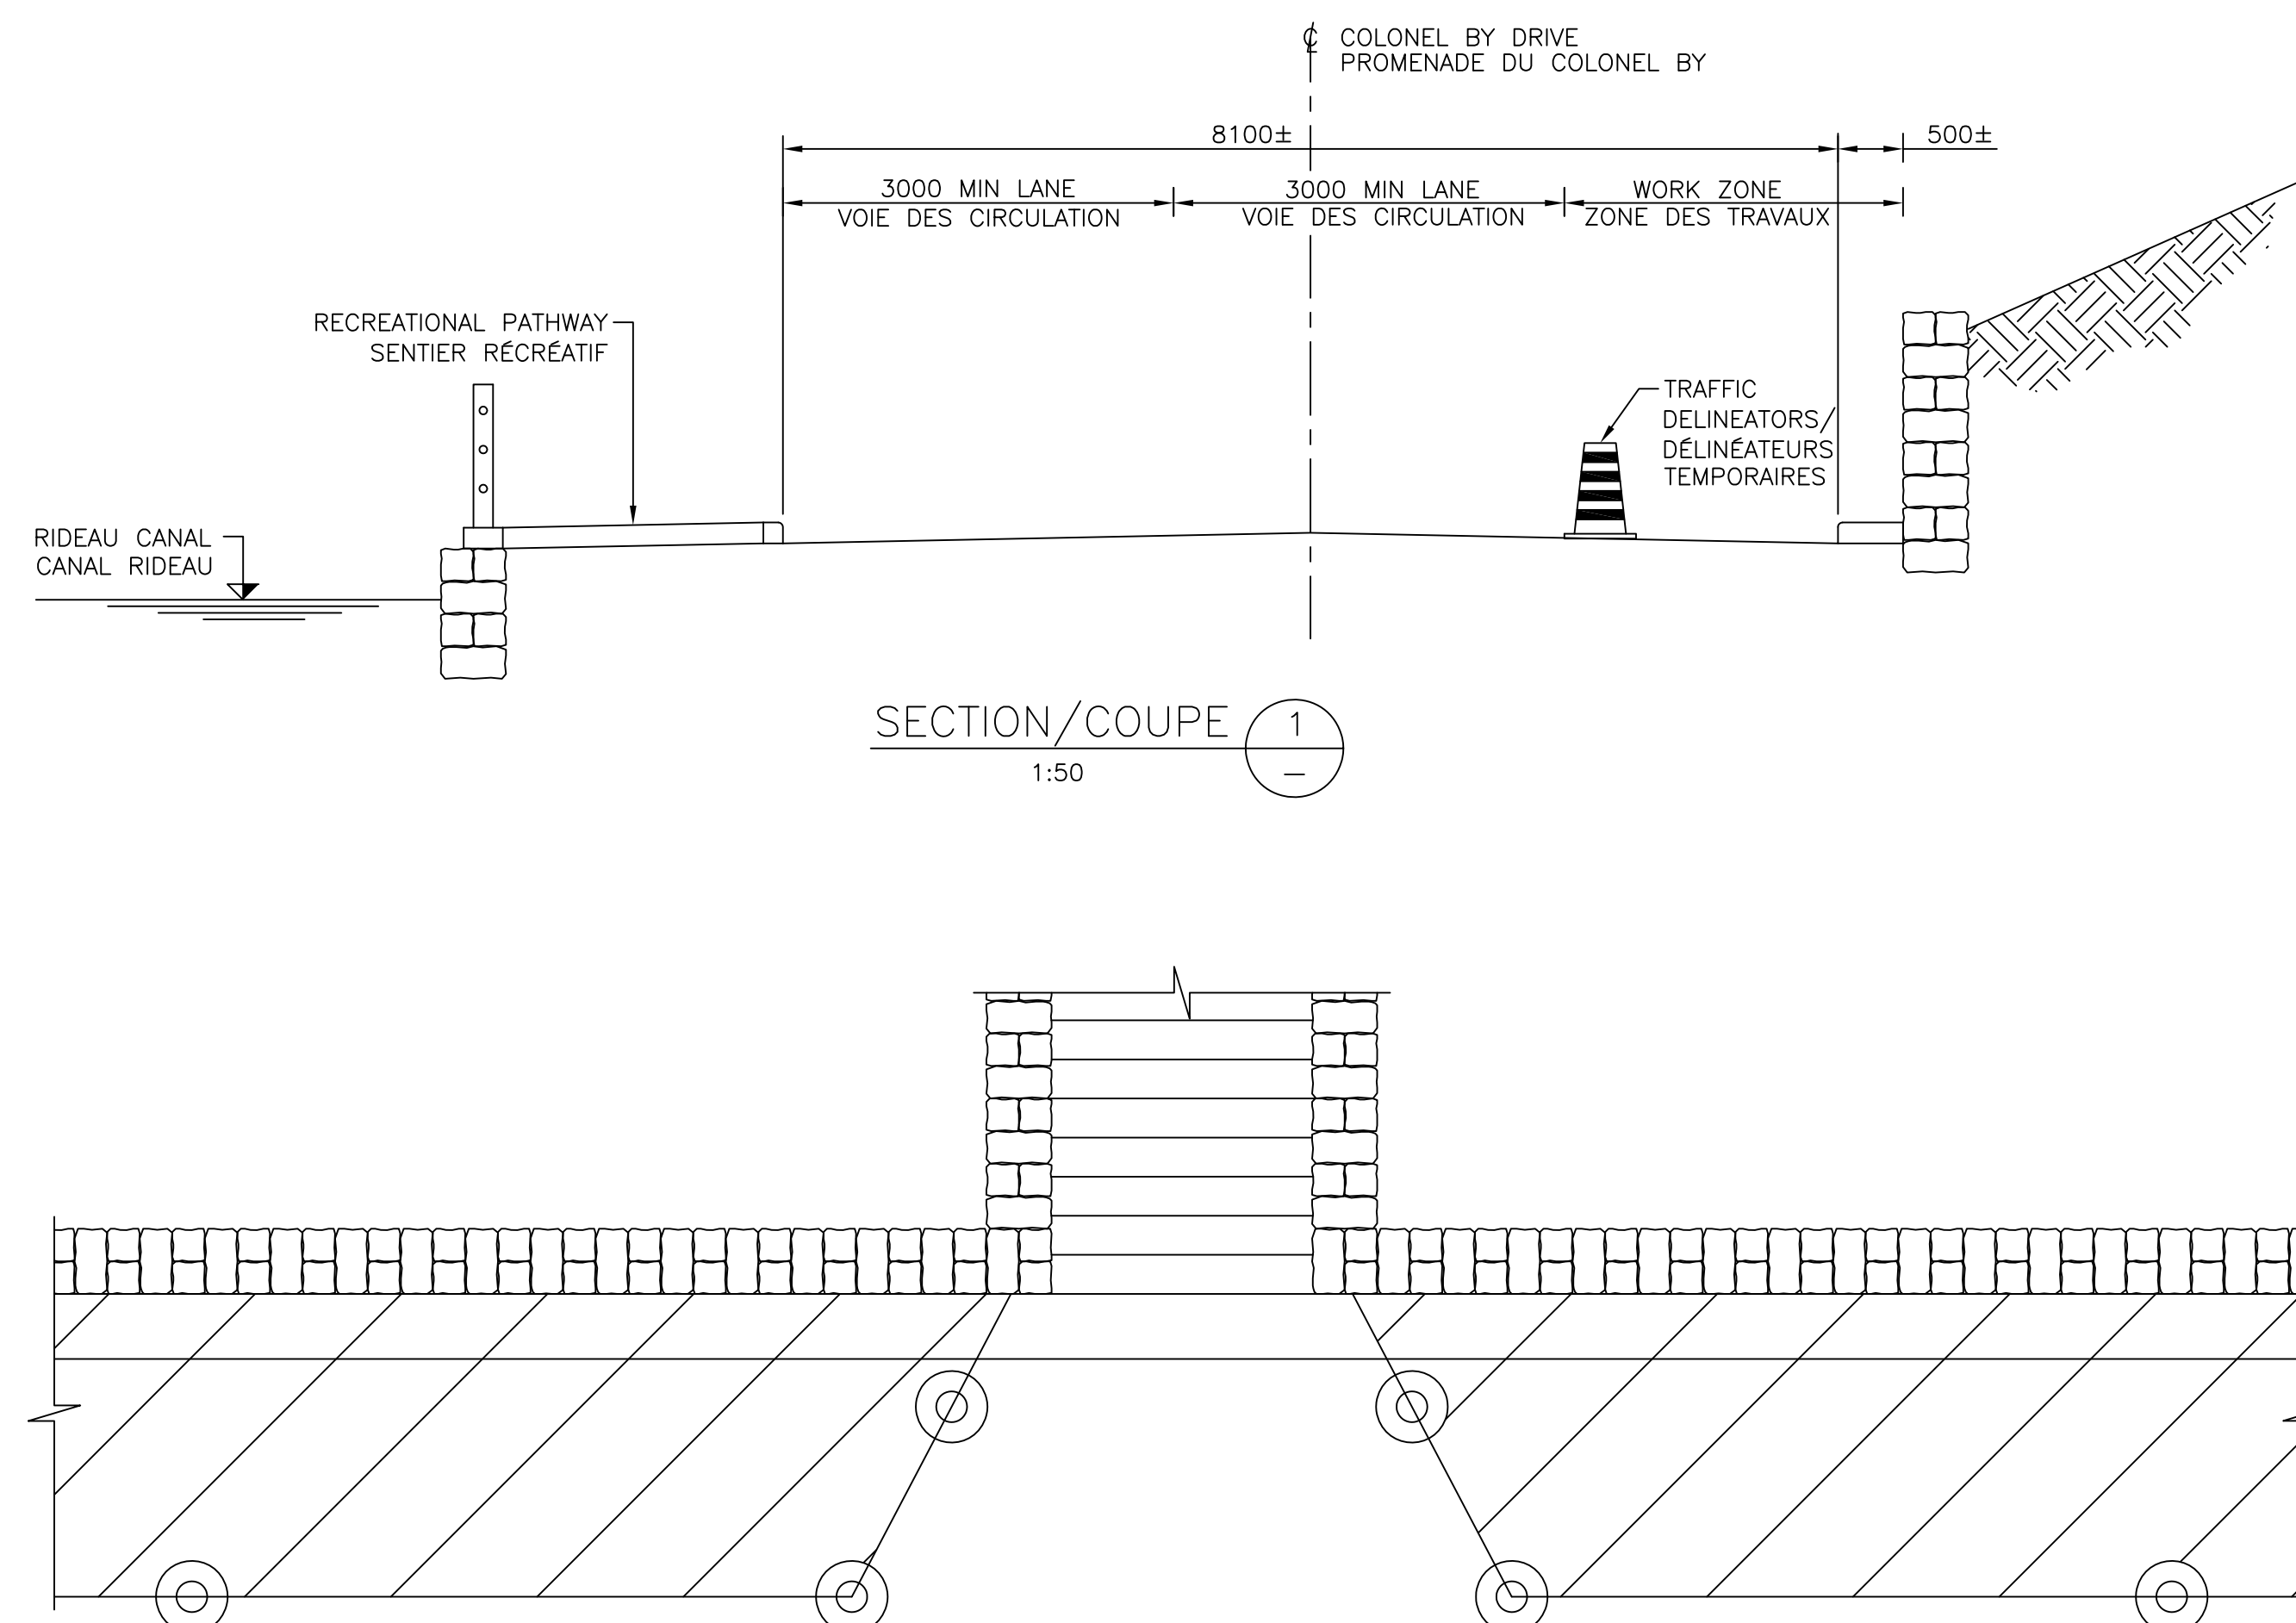 ℄ COLONEL BY DRIVE
PROMENADE DU COLONEL BY
8100±
500±
3000 MIN LANE
VOIE DES CIRCULATION
3000 MIN LANE
VOIE DES CIRCULATION
WORK ZONE
ZONE DES TRAVAUX
RECREATIONAL PATHWAY
SENTIER RÉCRÉATIF
TRAFFIC
DELINEATORS/
DÉLINÉATEURS
TEMPORAIRES
RIDEAU CANAL
CANAL RIDEAU
SECTION/COUPE
1:50
1
–